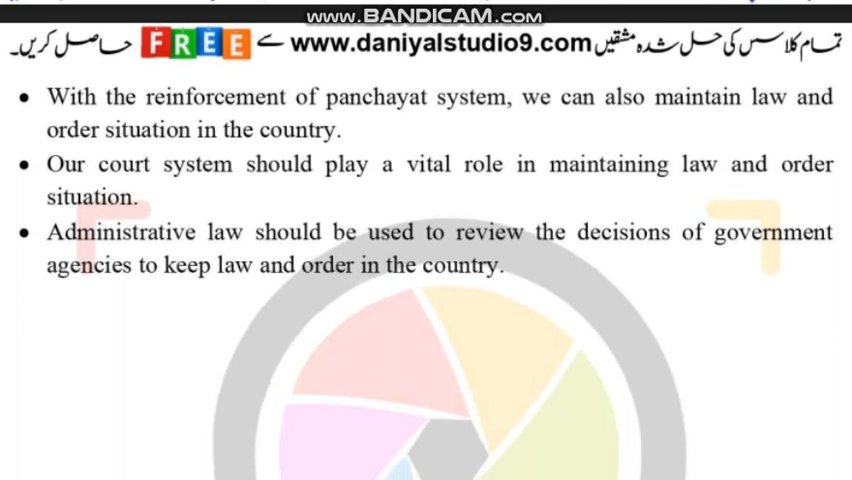 www.BANDICAM.com
تمام کلاسس کی حل شدہ مشقیں www.daniyalstudio9.com سے FREE حاصل کریں۔
• With the reinforcement of panchayat system, we can also maintain law and
order situation in the country.
• Our court system should play a vital role in maintaining law and order
situation.
• Administrative law should be used to review the decisions of government
agencies to keep law and order in the country.